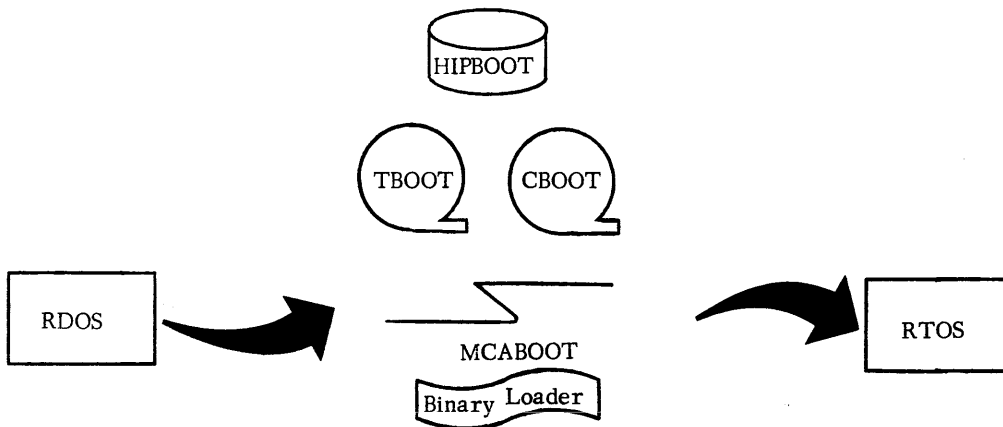 HIPBOOT
TBOOT
CBOOT
RDOS
RTOS
MCABOOT
Binary Loader